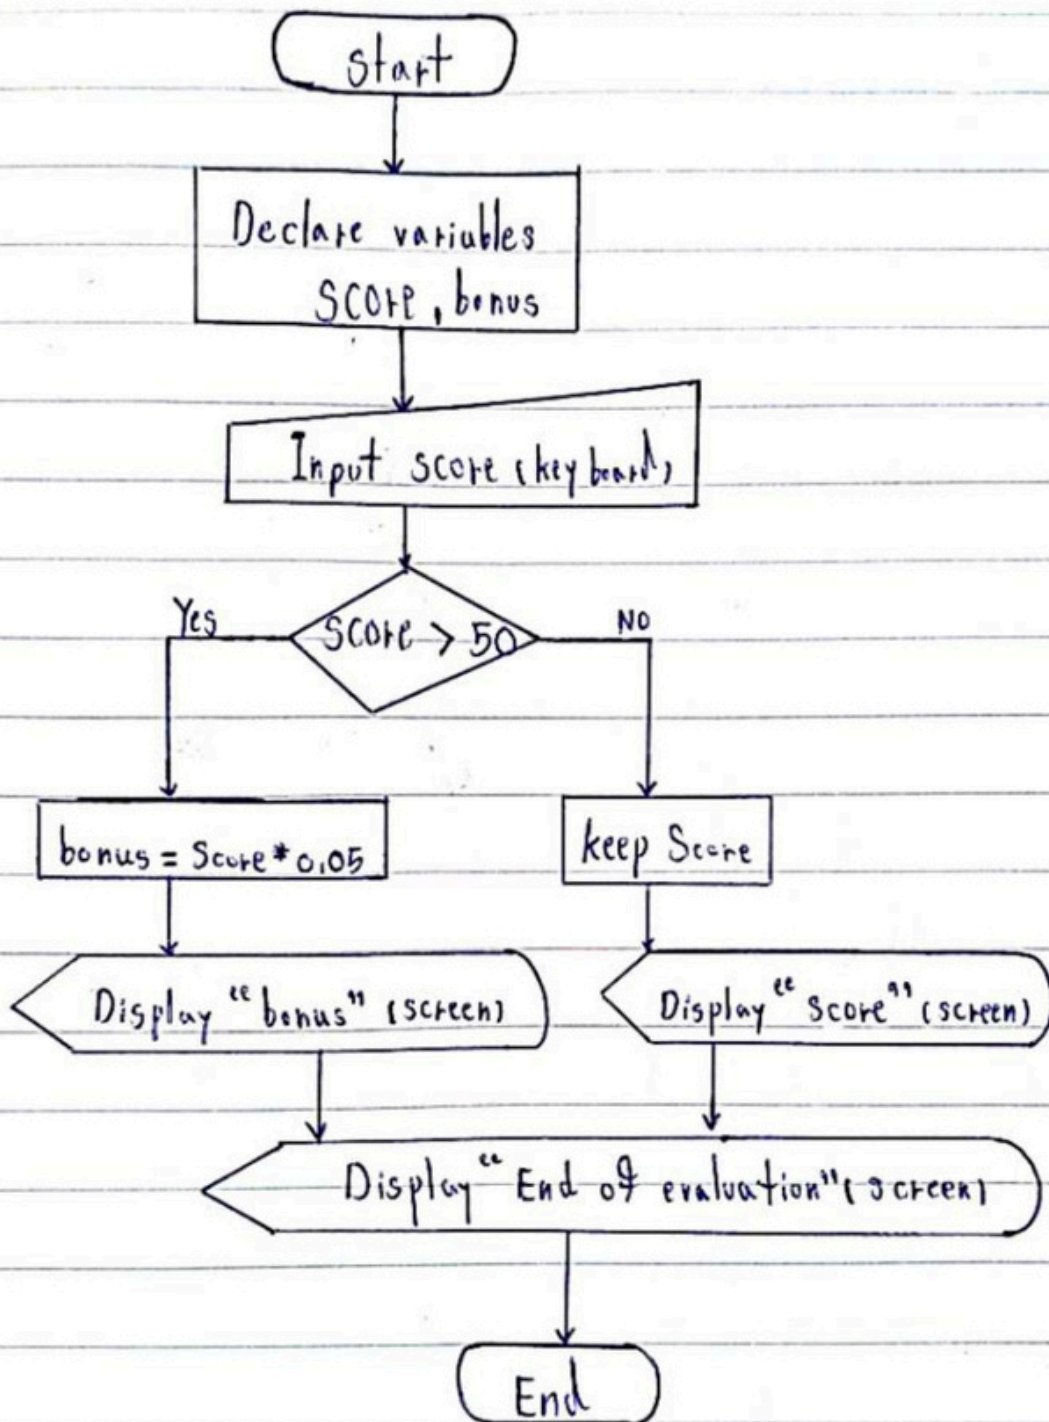 Start
Declare variables
score, bonus
Input score (keyboard)
Score > 50
Yes
No
bonus = Score * 0.05
keep Score
Display “bonus” (screen)
Display “Score” (screen)
Display “End of evaluation” (screen)
End